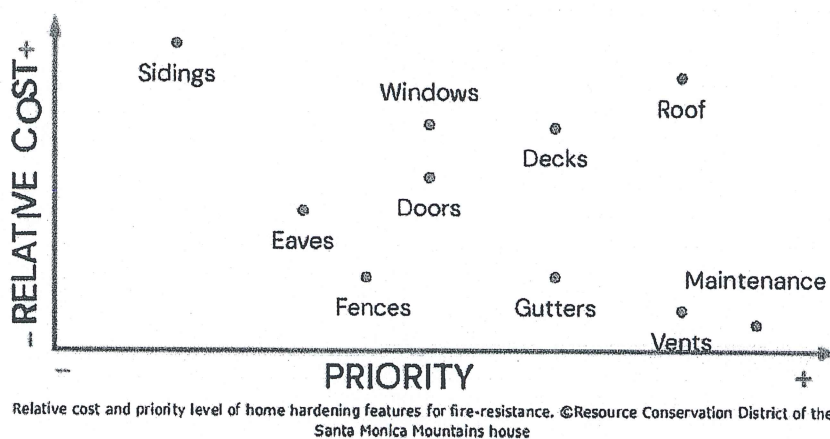 - RELATIVE COST+
Sidings
Windows
Roof
Decks
Doors
Eaves
Maintenance
Fences
Gutters
Vents
-
PRIORITY
+
Relative cost and priority level of home hardening features for fire-resistance. ©Resource Conservation District of the
Santa Monica Mountains house